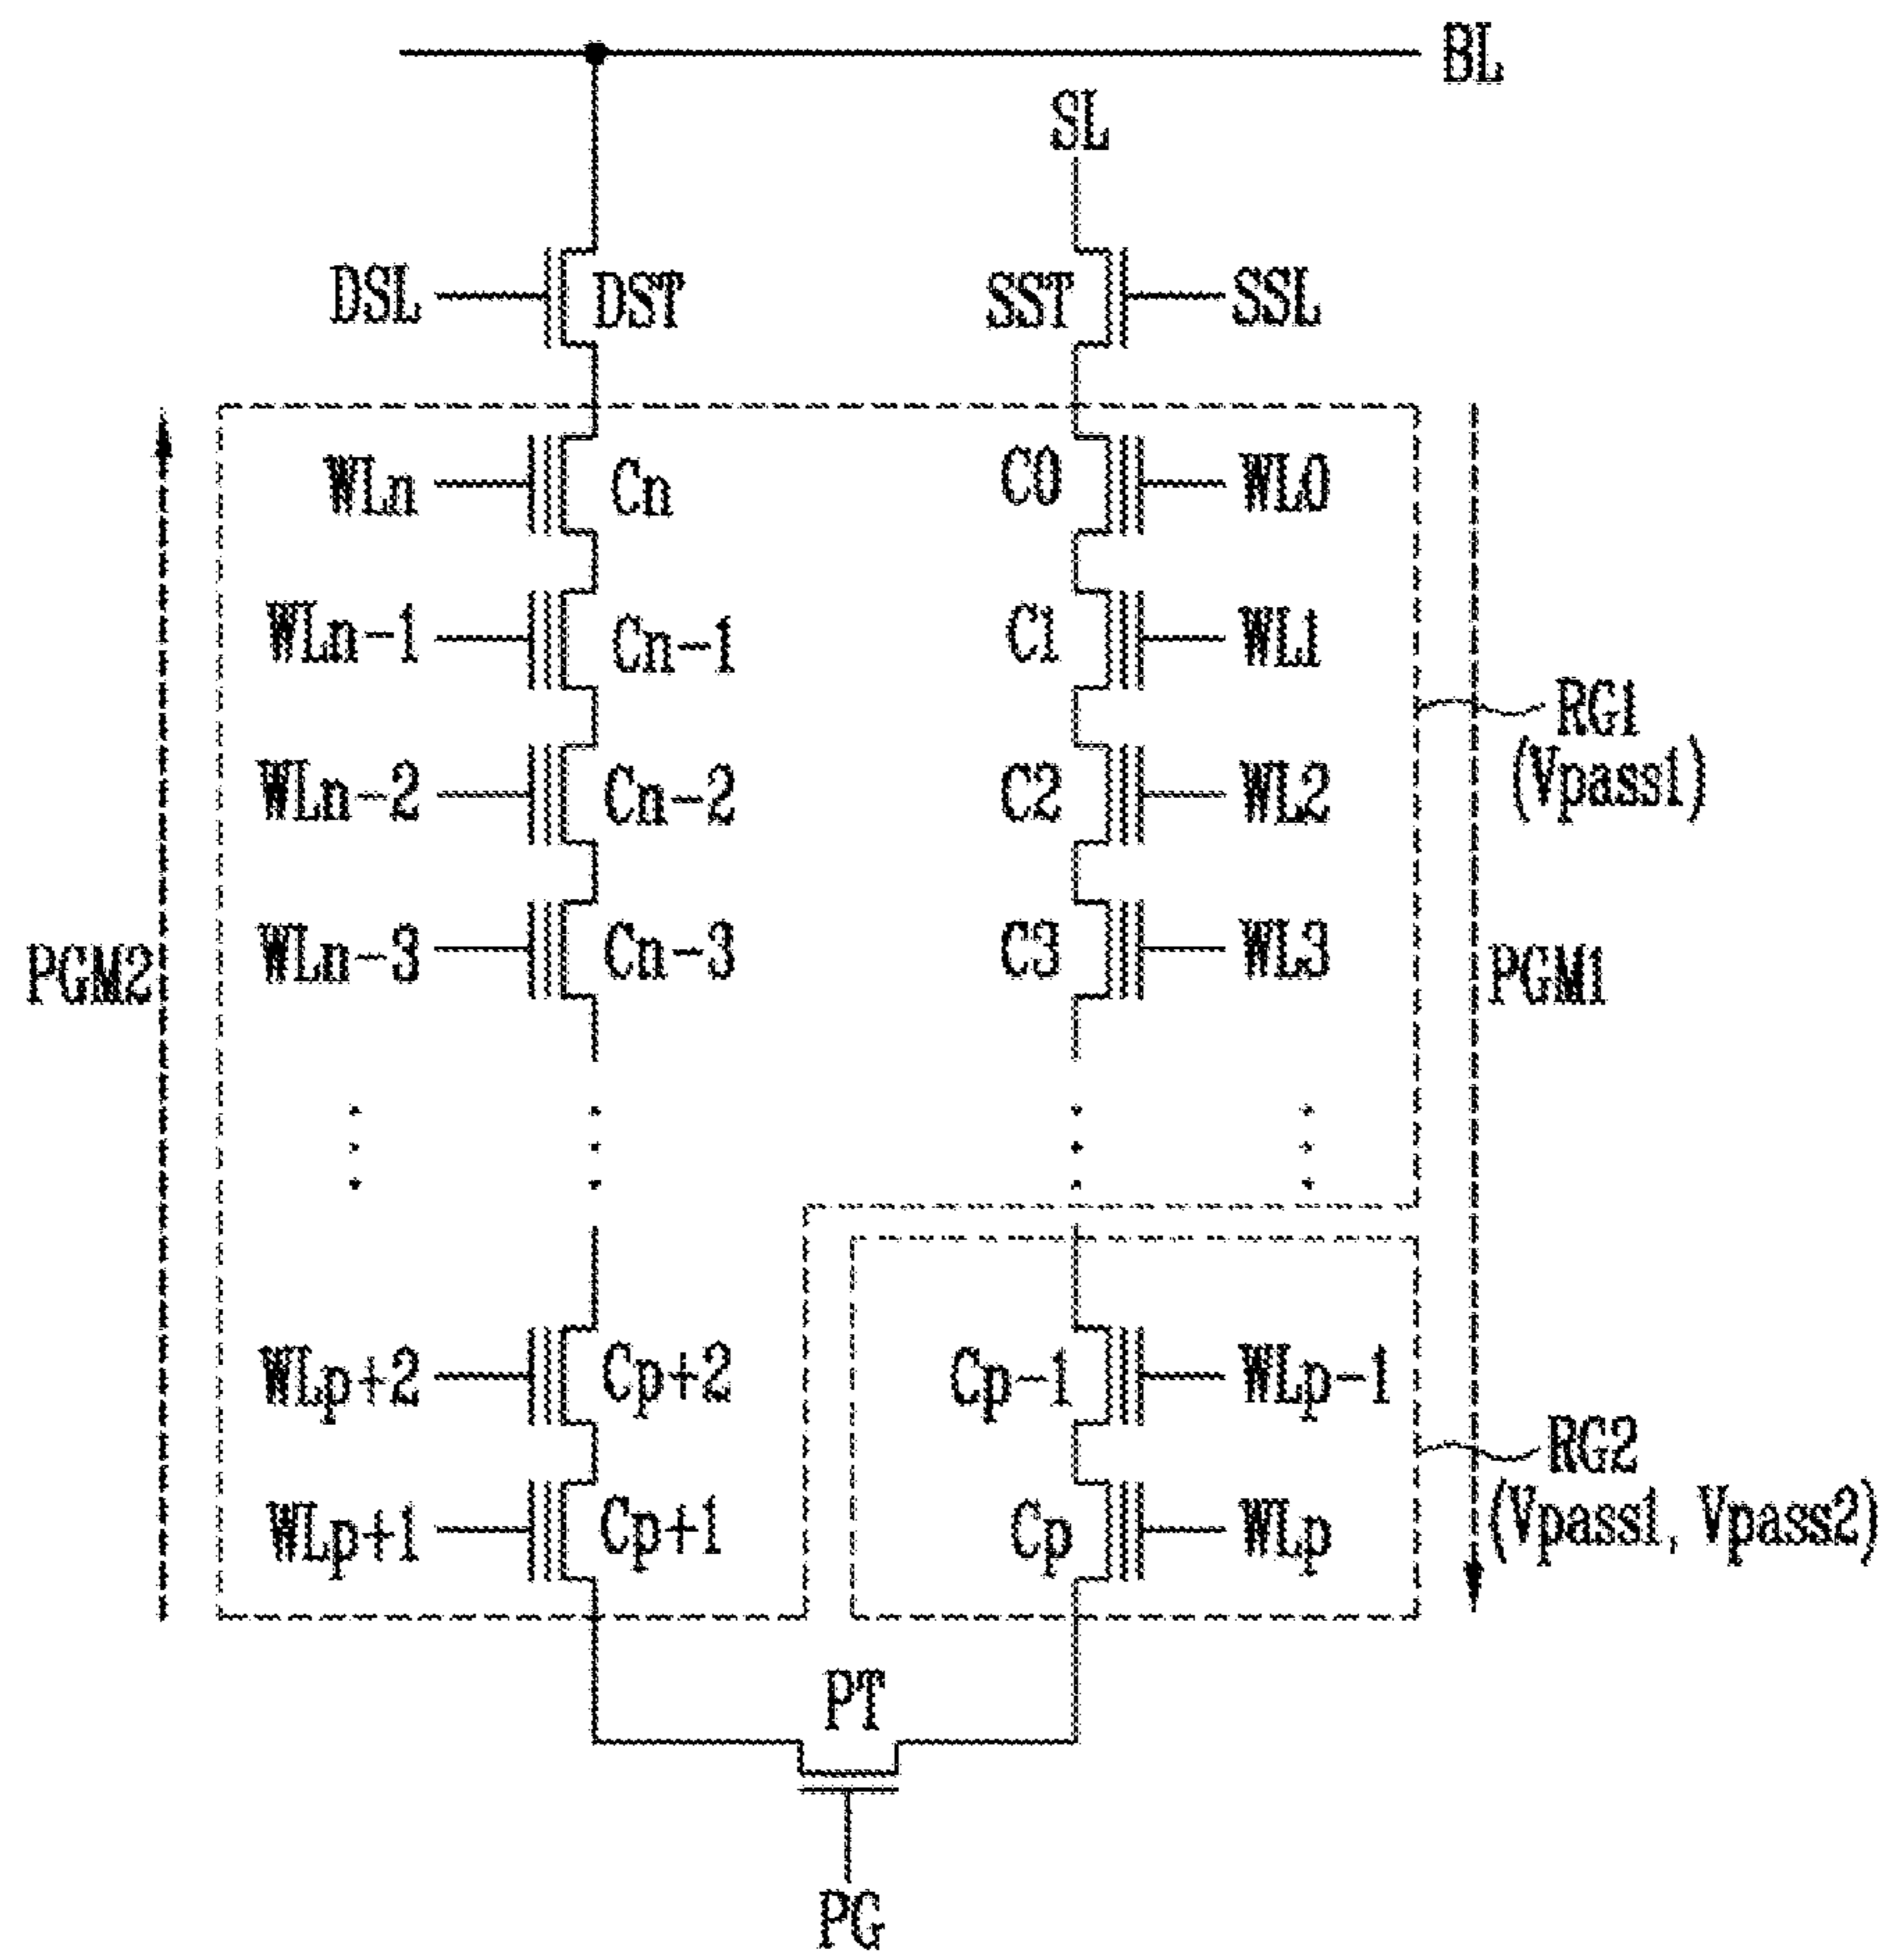 BL
SL
DSL DST SST SSL
WLn Cn C0 WL0
WLn-1 Cn-1 C1 WL1
RG1
(Vpass1)
WLn-2 Cn-2 C2 WL2
WLn-3 Cn-3 C3 WL3
PGM2 PGM1
WLp+2 Cp+2 Cp-1 WLp-1
RG2
(Vpass1, Vpass2)
WLp+1 Cp+1 Cp WLp
PT
PG